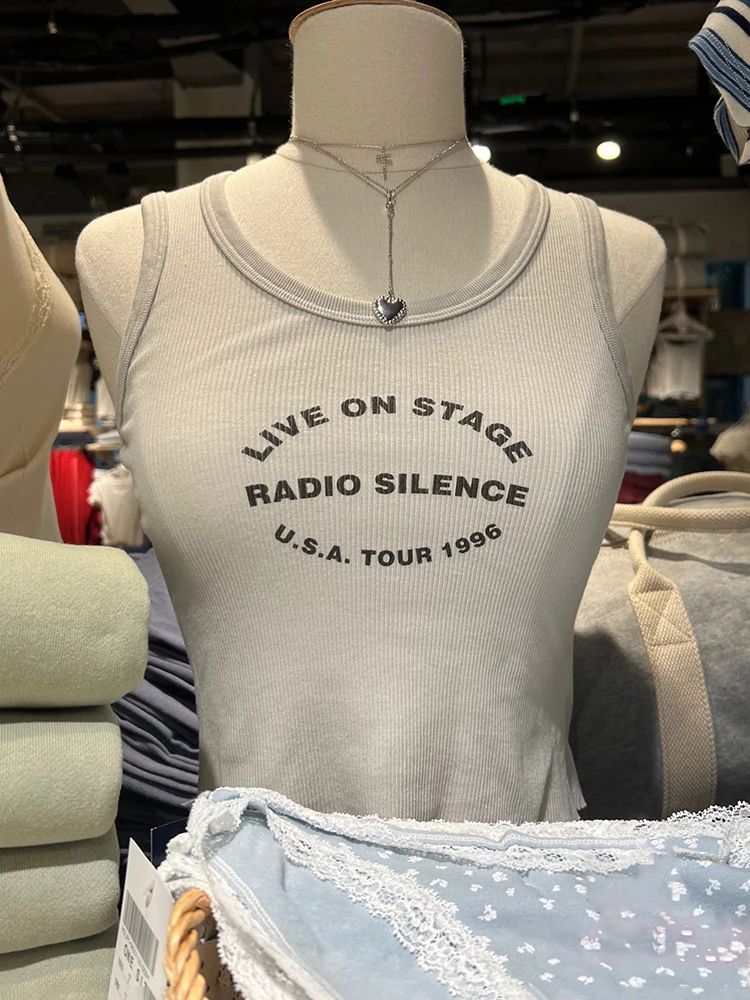 LIVE ON STAGE
RADIO SILENCE
U.S.A. TOUR 1996